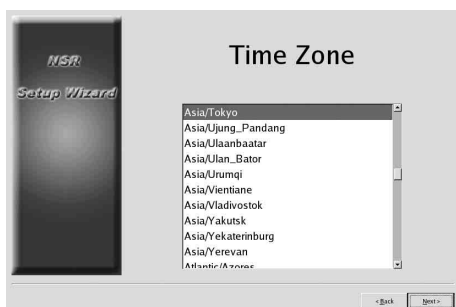 NSR
Setup Wizard
Time Zone
Asia/Tokyo
Asia/Ujung_Pandang
Asia/Ulaanbaatar
Asia/Ulan_Bator
Asia/Urumqi
Asia/Vientiane
Asia/Vladivostok
Asia/Yakutsk
Asia/Yekaterinburg
Asia/Yerevan
Atlantic/Azores
<Back
Next>